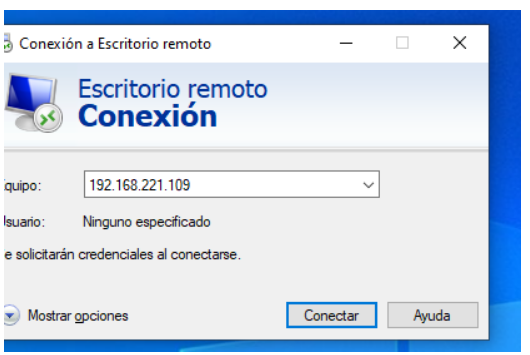 Conexión a Escritorio remoto
Escritorio remoto
Conexión
quipo: 192.168.221.109
suario: Ninguno especificado
e solicitarán credenciales al conectarse.
Mostrar opciones Conectar Ayuda